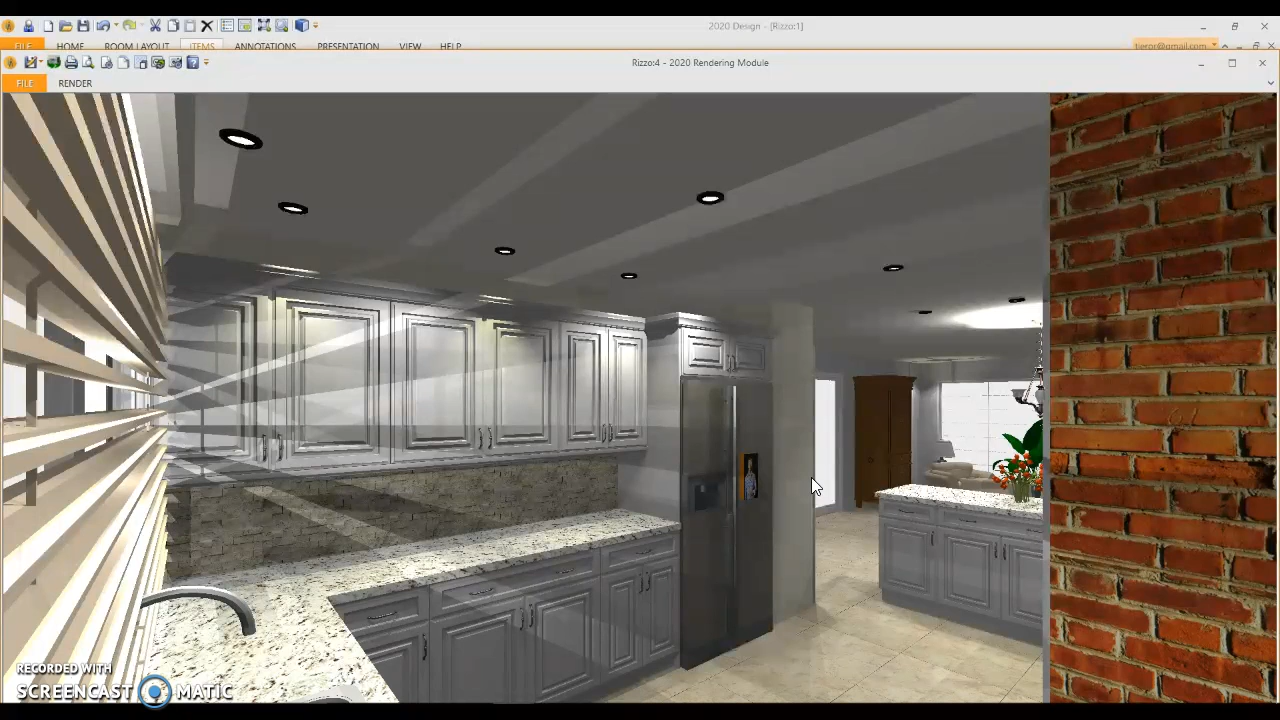 2020 Design - [Rizzo:1]
FILE HOME ROOM LAYOUT ITEMS ANNOTATIONS PRESENTATION VIEW HELP
Rizzo:4 - 2020 Rendering Module
FILE RENDER
RECORDED WITH
SCREENCAST MATIC